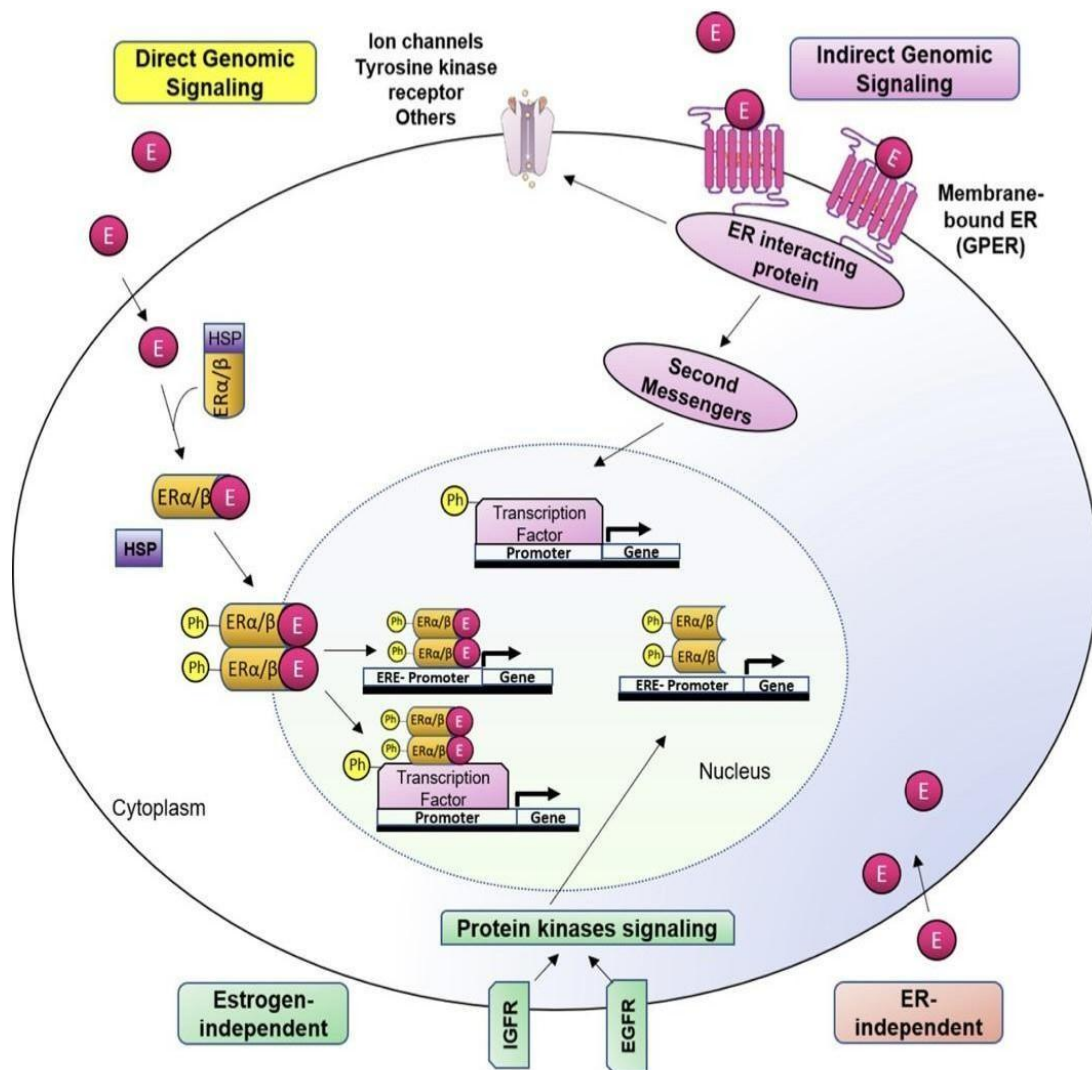 Direct Genomic
Signaling
Ion channels
Tyrosine kinase
receptor
Others
Indirect Genomic
Signaling
E
E
E
E
E
Membrane-
bound ER
(GPER)
ER interacting
protein
E
HSP
ERα/β
Second
Messengers
ERα/β E
HSP
Ph
Transcription
Factor
Promoter Gene
Ph ERα/β E
Ph ERα/β E
Ph ERα/β E
Ph ERα/β E
ERE- Promoter Gene
Ph ERα/β
Ph ERα/β
ERE- Promoter Gene
Ph ERα/β E
Ph ERα/β E
Ph
Transcription
Factor
Promoter Gene
Nucleus
Cytoplasm
E
E
E
Protein kinases signaling
IGFR
EGFR
Estrogen-
independent
ER-
independent